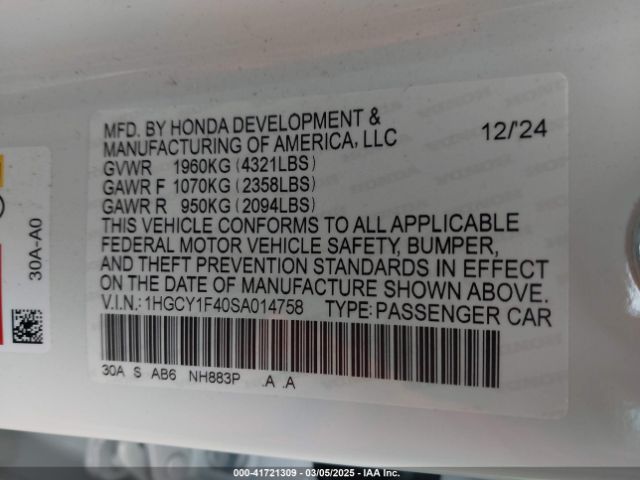 MFD. BY HONDA DEVELOPMENT &
MANUFACTURING OF AMERICA, LLC 12/'24
GVWR 1960KG (4321LBS)
GAWR F 1070KG (2358LBS)
GAWR R 950KG (2094LBS)
THIS VEHICLE CONFORMS TO ALL APPLICABLE
FEDERAL MOTOR VEHICLE SAFETY, BUMPER,
AND THEFT PREVENTION STANDARDS IN EFFECT
ON THE DATE OF MANUFACTURE SHOWN ABOVE.
V.I.N.: 1HGCY1F40SA014758 TYPE: PASSENGER CAR
30A S AB6 NH883P .A .A
30A-A0
000-41721309 — 03/05/2025 — IAAI.COM